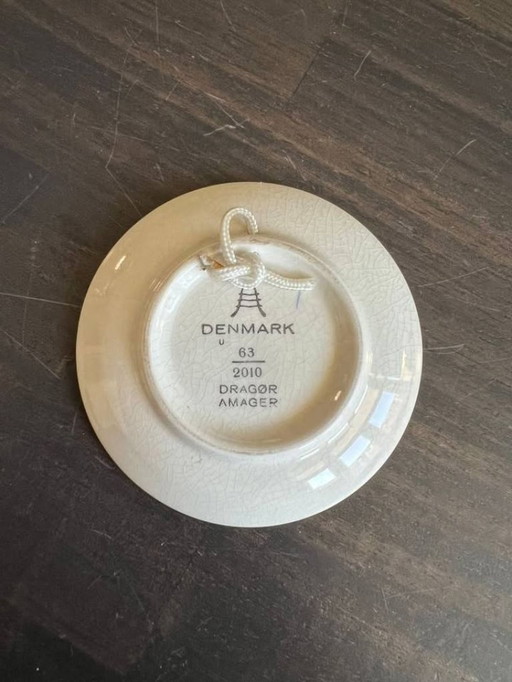 DENMARK
U
63
2010
DRAGØR
AMAGER